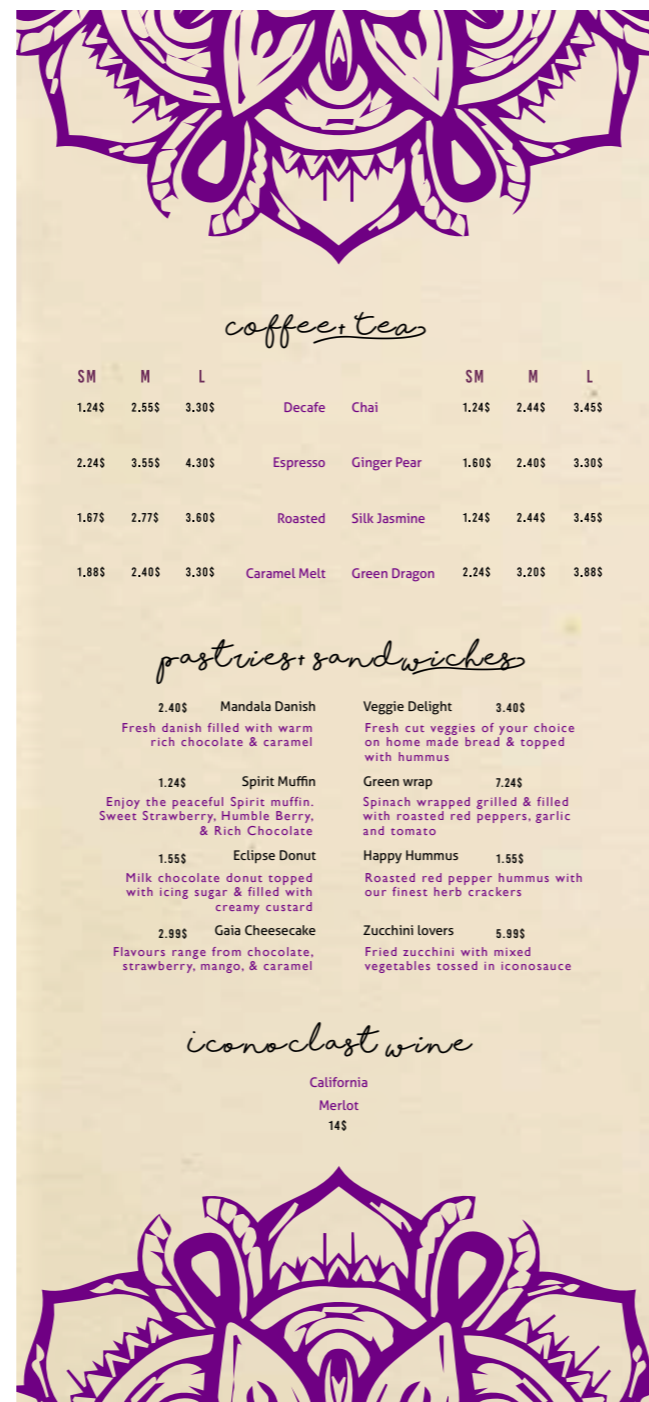 coffee + tea
SM M L SM M L
1.24$ 2.55$ 3.30$ Decafe Chai 1.24$ 2.44$ 3.45$
2.24$ 3.55$ 4.30$ Espresso Ginger Pear 1.60$ 2.40$ 3.30$
1.67$ 2.77$ 3.60$ Roasted Silk Jasmine 1.24$ 2.44$ 3.45$
1.88$ 2.40$ 3.30$ Caramel Melt Green Dragon 2.24$ 3.20$ 3.88$
pastries + sandwiches
2.40$ Mandala Danish
Fresh danish filled with warm
rich chocolate & caramel
1.24$ Spirit Muffin
Enjoy the peaceful Spirit muffin.
Sweet Strawberry, Humble Berry,
& Rich Chocolate
1.55$ Eclipse Donut
Milk chocolate donut topped
with icing sugar & filled with
creamy custard
2.99$ Gaia Cheesecake
Flavours range from chocolate,
strawberry, mango, & caramel
Veggie Delight 3.40$
Fresh cut veggies of your choice
on home made bread & topped
with hummus
Green wrap 7.24$
Spinach wrapped grilled & filled
with roasted red peppers, garlic
and tomato
Happy Hummus 1.55$
Roasted red pepper hummus with
our finest herb crackers
Zucchini lovers 5.99$
Fried zucchini with mixed
vegetables tossed in iconosauce
iconoclast wine
California
Merlot
14$